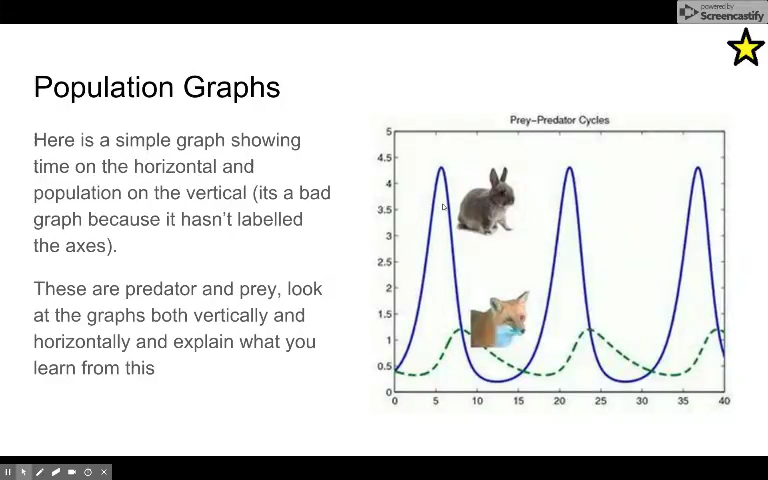 powered by
Screencastify
Population Graphs
Here is a simple graph showing
time on the horizontal and
population on the vertical (its a bad
graph because it hasn't labelled
the axes).
These are predator and prey, look
at the graphs both vertically and
horizontally and explain what you
learn from this
Prey-Predator Cycles
5
4.5
4
3.5
3
2.5
2
1.5
1
0.5
0
0 5 10 15 20 25 30 35 40